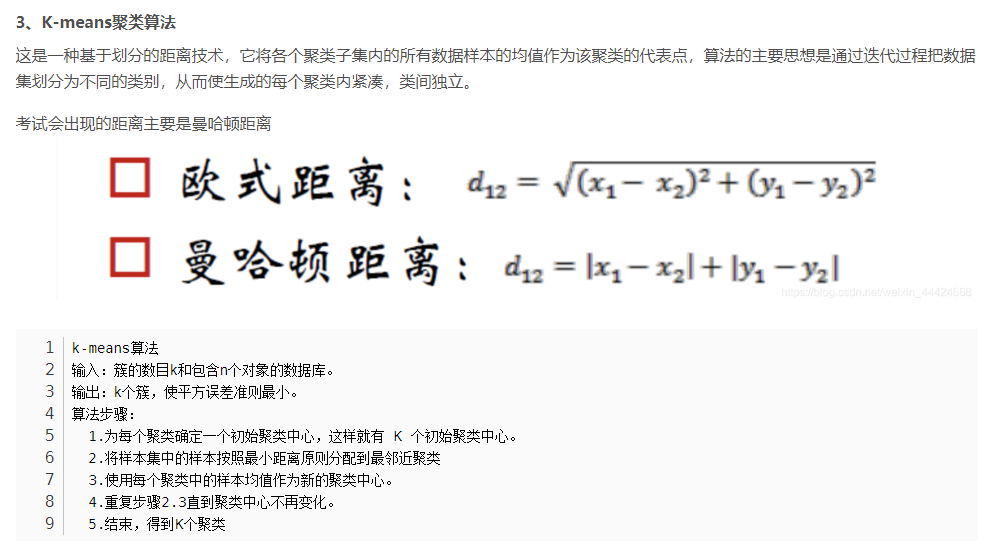 3、K-means聚类算法
这是一种基于划分的距离技术，它将各个聚类子集内的所有数据样本的均值作为该聚类的代表点，算法的主要思想是通过迭代过程把数据
集划分为不同的类别，从而使生成的每个聚类内紧凑，类间独立。
考试会出现的距离主要是曼哈顿距离
欧式距离： d₁₂ = √(x₁ − x₂)² + (y₁ − y₂)²
曼哈顿距离： d₁₂ = |x₁ − x₂| + |y₁ − y₂|
https://blog.csdn.net/weixin_44424668
1 k-means算法
2 输入：簇的数目k和包含n个对象的数据库。
3 输出：k个簇，使平方误差准则最小。
4 算法步骤：
5 1.为每个聚类确定一个初始聚类中心，这样就有 K 个初始聚类中心。
6 2.将样本集中的样本按照最小距离原则分配到最邻近聚类
7 3.使用每个聚类中的样本均值作为新的聚类中心。
8 4.重复步骤2.3直到聚类中心不再变化。
9 5.结束，得到K个聚类